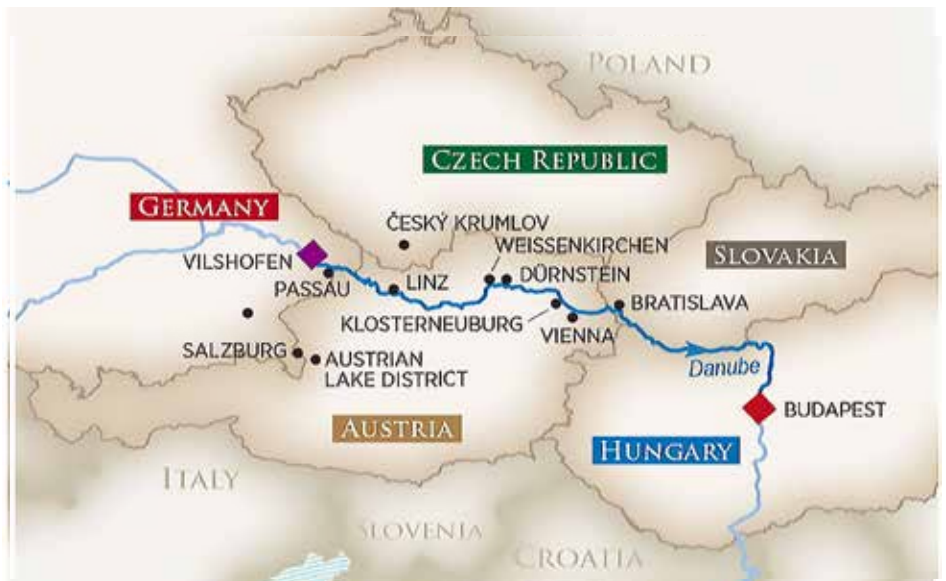 POLAND
CZECH REPUBLIC
GERMANY
ČESKÝ KRUMLOV
WEISSENKIRCHEN
SLOVAKIA
VILSHOFEN
PASSAU
LINZ
DÜRNSTEIN
KLOSTERNEUBURG
VIENNA
BRATISLAVA
SALZBURG
AUSTRIAN
LAKE DISTRICT
Danube
BUDAPEST
AUSTRIA
HUNGARY
ITALY
SLOVENIA
CROATIA